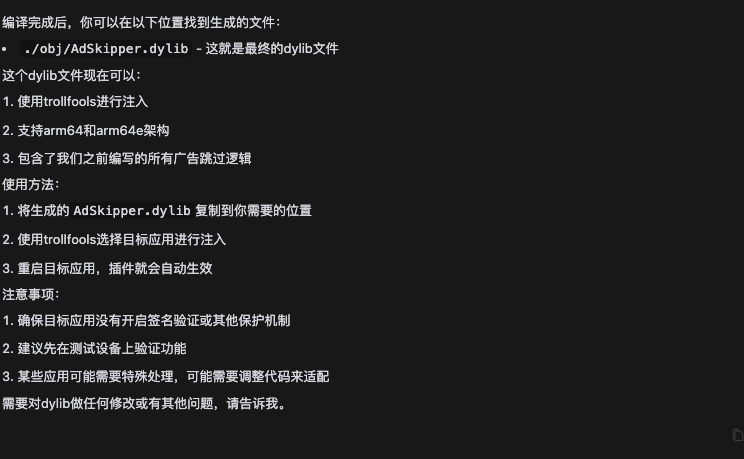 编译完成后，你可以在以下位置找到生成的文件：
• ./obj/AdSkipper.dylib - 这就是最终的dylib文件
这个dylib文件现在可以：
1. 使用trollfools进行注入
2. 支持arm64和arm64e架构
3. 包含了我们之前编写的所有广告跳过逻辑
使用方法：
1. 将生成的 AdSkipper.dylib 复制到你需要的位置
2. 使用trollfools选择目标应用进行注入
3. 重启目标应用，插件就会自动生效
注意事项：
1. 确保目标应用没有开启签名验证或其他保护机制
2. 建议先在测试设备上验证功能
3. 某些应用可能需要特殊处理，可能需要调整代码来适配
需要对dylib做任何修改或有其他问题，请告诉我。